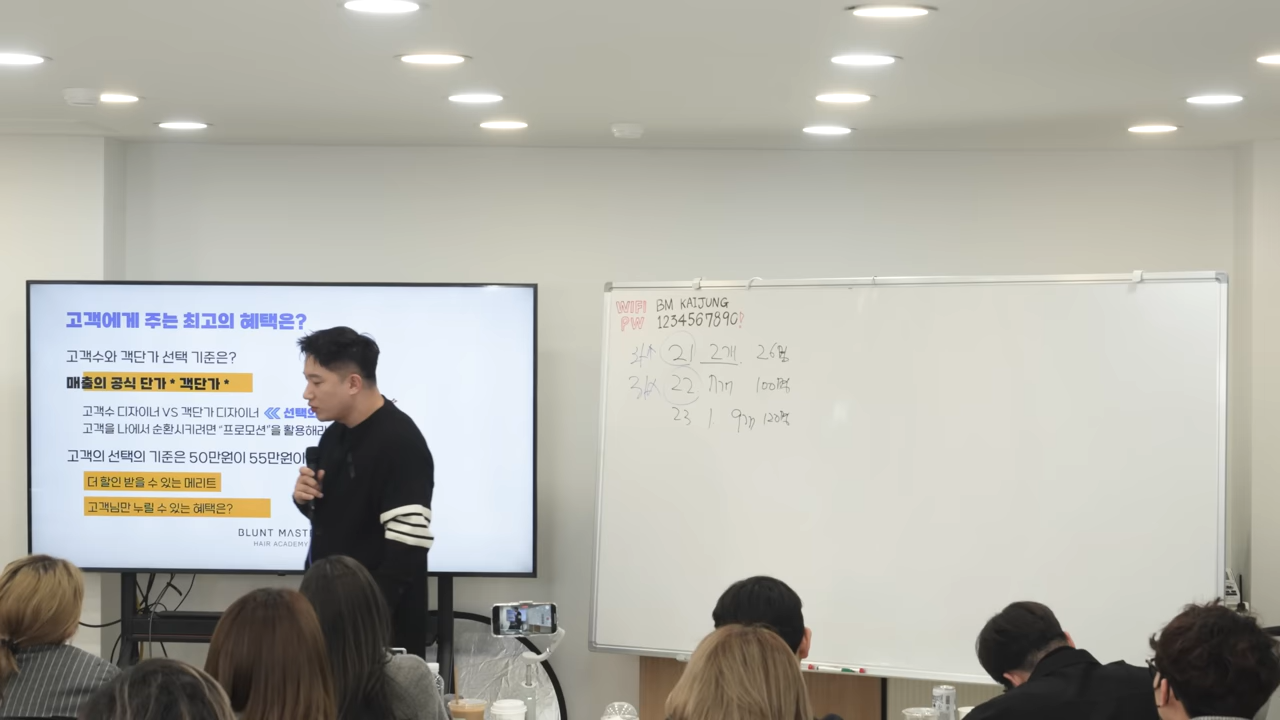 고객에게 주는 최고의 혜택은?
고객수와 객단가 선택 기준은?
매출의 공식 단가 * 객단가 *
고객수 디자이너 VS 객단가 디자이너 《 선택의
고객을 나에서 순환시키려면 "프로모션"을 활용해라
고객의 선택의 기준은 50만원이 55만원이
더 할인 받을 수 있는 메리트
고객님만 누릴 수 있는 혜택은?
BLUNT MASTE
HAIR ACADEMY
WIFI BM KAIJUNG
PW 1234567890!
21 2개 26명
22 100명
23 1 120명